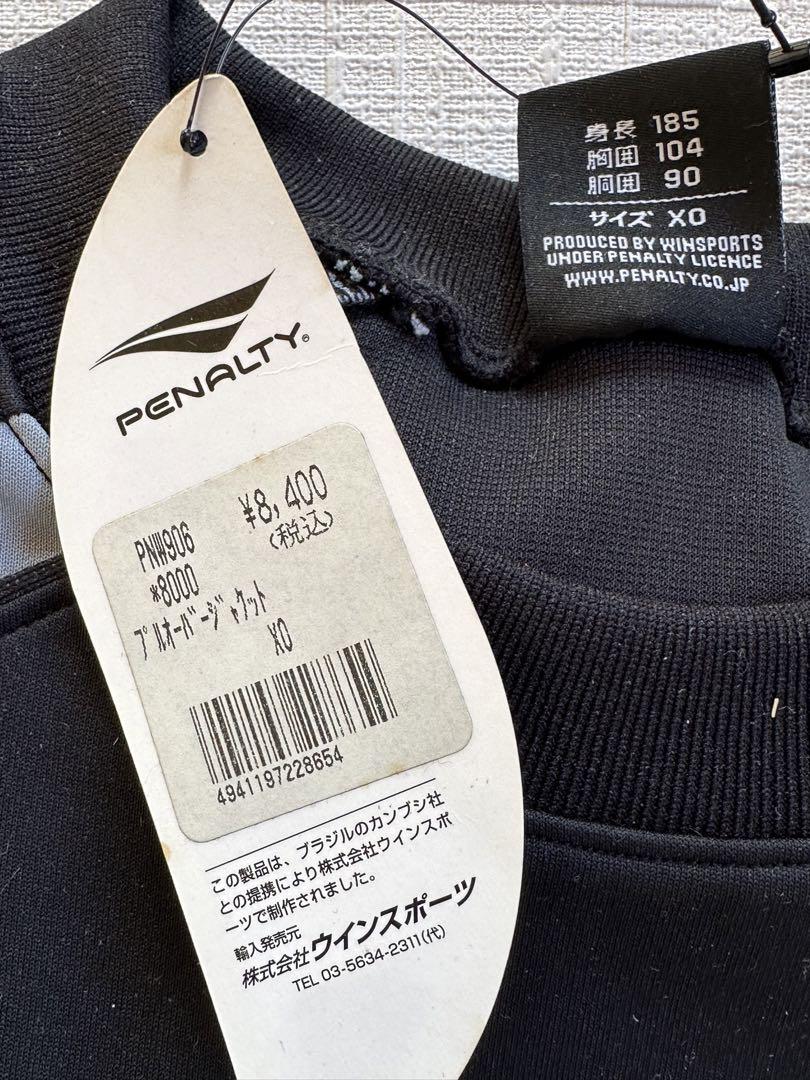 身長 185
胸囲 104
胴囲 90
サイズ XO
PRODUCED BY WINSPORTS
UNDER PENALTY LICENCE
WWW.PENALTY.CO.JP
PENALTY®
¥8,400
(税込)
PNW906
*8000
プルオーバージャケット
XO
4941197228654
この製品は、ブラジルのカンブシ社
との提携により株式会社ウインスポ
ーツで制作されました。
輸入発売元
株式会社ウインスポーツ
TEL 03-5634-2311(代)